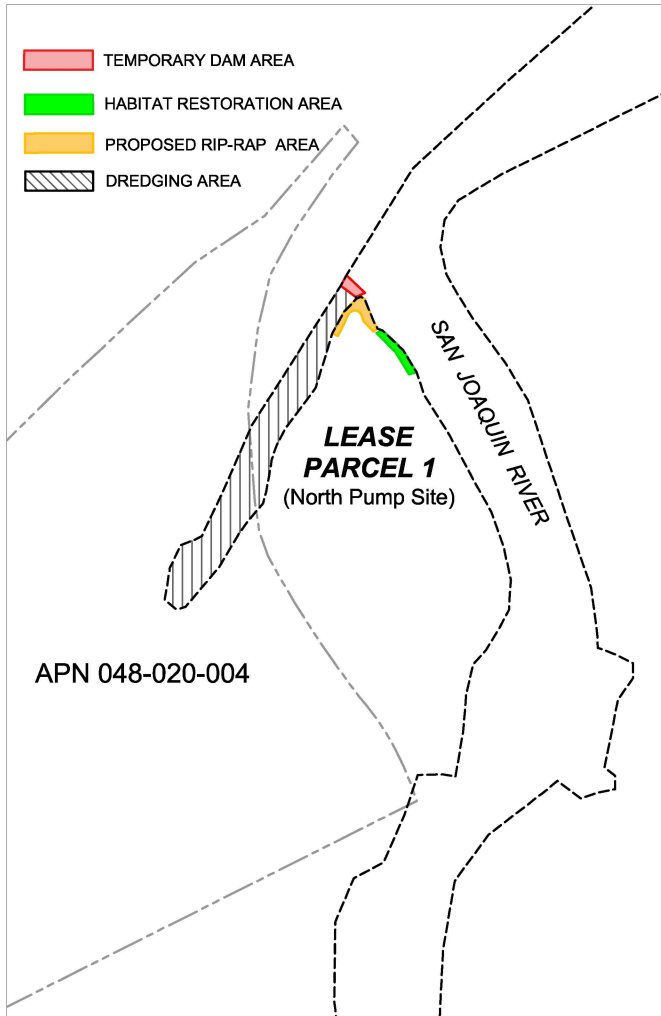 TEMPORARY DAM AREA
HABITAT RESTORATION AREA
PROPOSED RIP-RAP AREA
DREDGING AREA
SAN JOAQUIN RIVER
LEASE
PARCEL 1
(North Pump Site)
APN 048-020-004